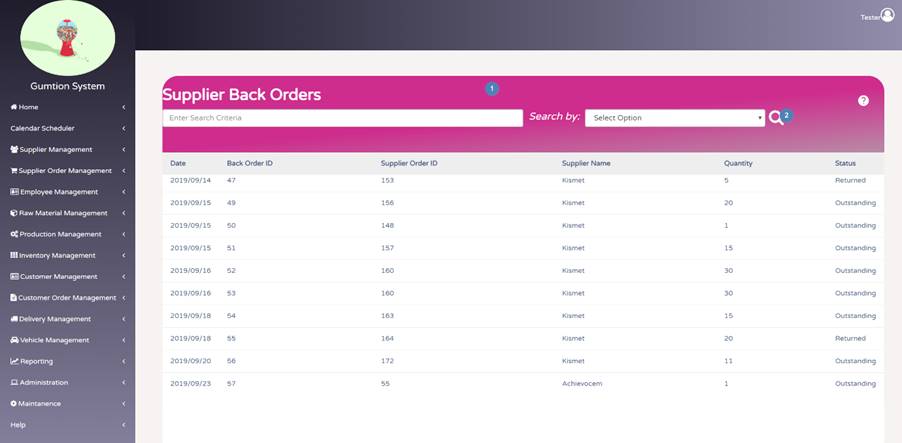 Tester
Gumtion System
Home
Calendar Scheduler
Supplier Management
Supplier Order Management
Employee Management
Raw Material Management
Production Management
Inventory Management
Customer Management
Customer Order Management
Delivery Management
Vehicle Management
Reporting
Administration
Maintanence
Help
1
Supplier Back Orders
?
Enter Search Criteria Search by: Select Option 2
Date Back Order ID Supplier Order ID Supplier Name Quantity Status
2019/09/14 47 153 Kismet 5 Returned
2019/09/15 49 156 Kismet 20 Outstanding
2019/09/15 50 148 Kismet 1 Outstanding
2019/09/15 51 157 Kismet 15 Outstanding
2019/09/16 52 160 Kismet 30 Outstanding
2019/09/16 53 160 Kismet 30 Outstanding
2019/09/18 54 163 Kismet 15 Outstanding
2019/09/18 55 164 Kismet 20 Returned
2019/09/20 56 172 Kismet 11 Outstanding
2019/09/23 57 55 Achievocem 1 Outstanding